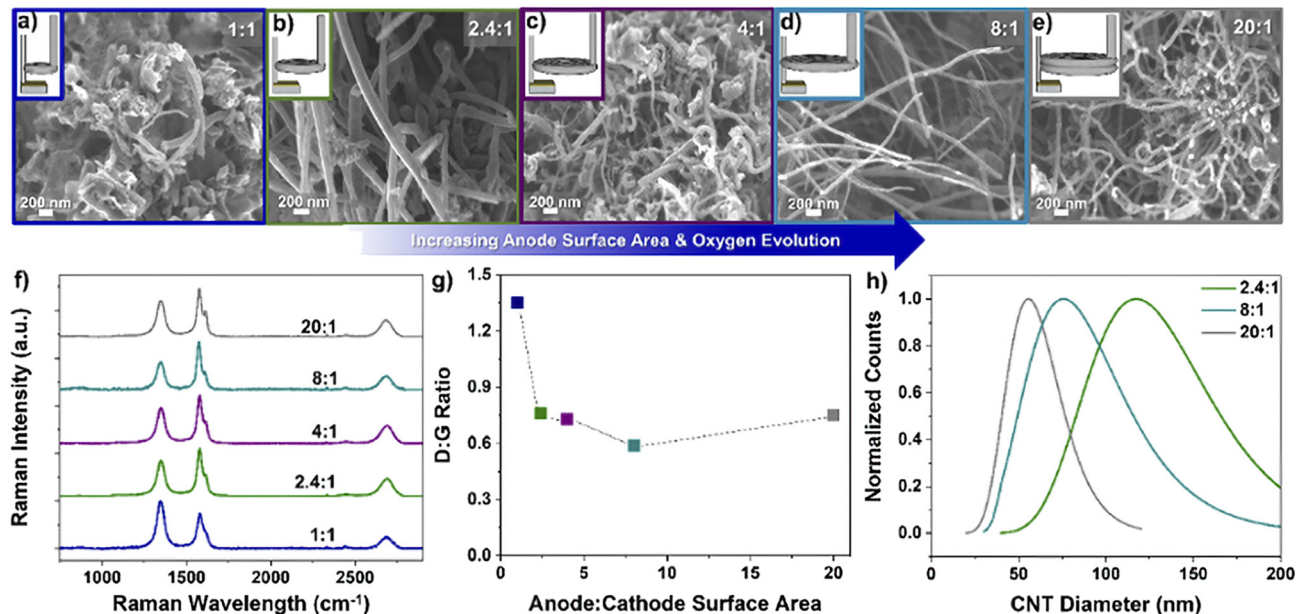 a) 1:1
b) 2.4:1
c) 4:1
d) 8:1
e) 20:1
200 nm
200 nm
200 nm
200 nm
200 nm
Increasing Anode Surface Area & Oxygen Evolution
f)
Raman Intensity (a.u.)
20:1
8:1
4:1
2.4:1
1:1
1000 1500 2000 2500
Raman Wavelength (cm⁻¹)
g)
D:G Ratio
1.5
1.2
0.9
0.6
0.3
0.0
0 5 10 15 20
Anode:Cathode Surface Area
h)
Normalized Counts
1.0
0.8
0.6
0.4
0.2
0.0
2.4:1
8:1
20:1
0 50 100 150 200
CNT Diameter (nm)